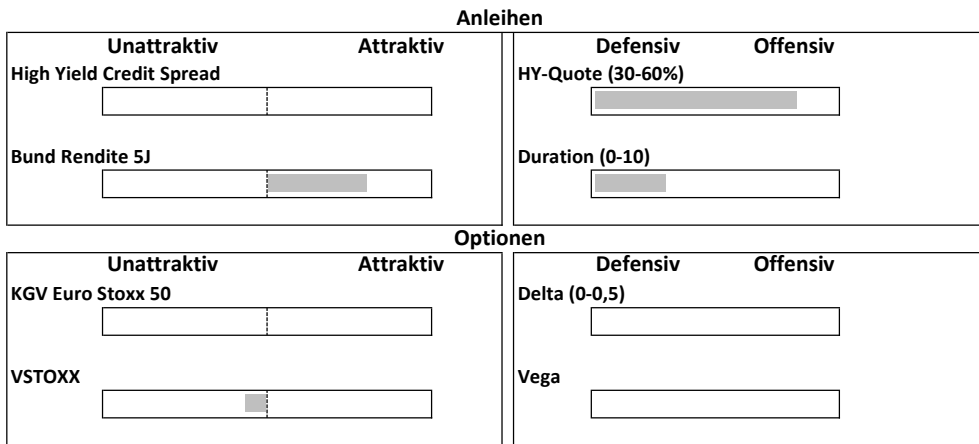 Anleihen
Unattraktiv Attraktiv
High Yield Credit Spread
Bund Rendite 5J
Defensiv Offensiv
HY-Quote (30-60%)
Duration (0-10)
Optionen
Unattraktiv Attraktiv
KGV Euro Stoxx 50
VSTOXX
Defensiv Offensiv
Delta (0-0,5)
Vega